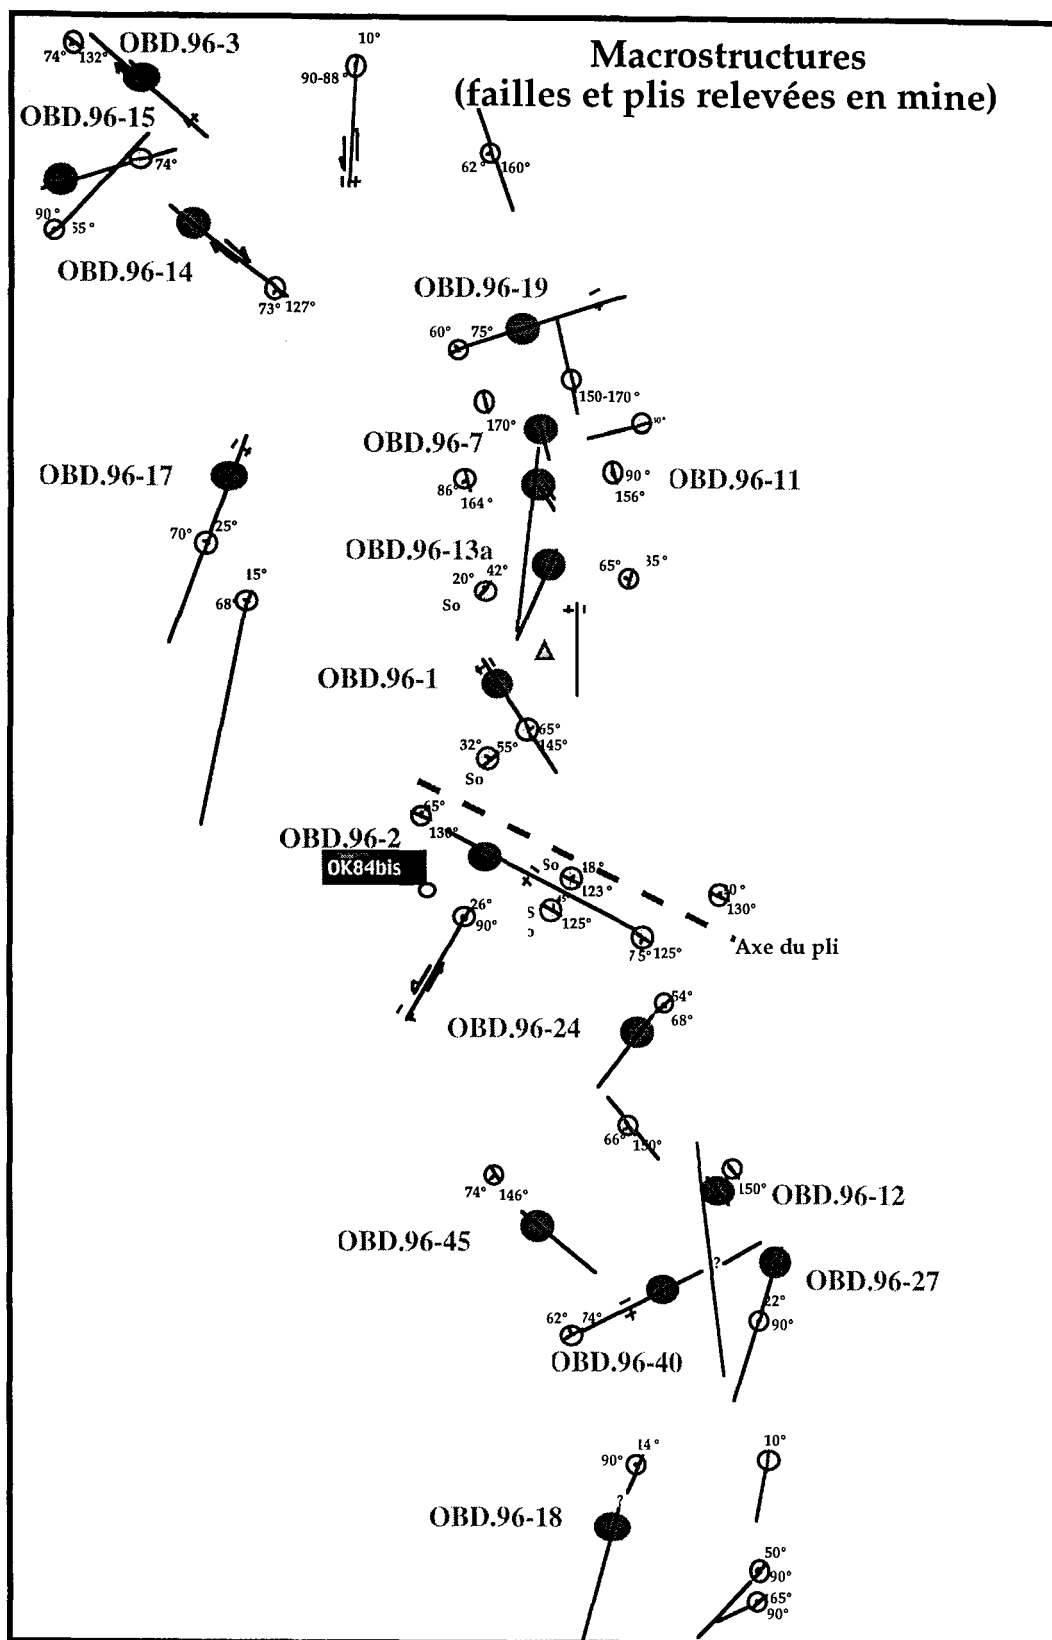 Macrostructures
(failles et plis relevées en mine)
OBD.96-3
74° 132°
10°
90-88°
OBD.96-15
74°
62° 160°
90° 55°
OBD.96-14
73° 127°
OBD.96-19
60° 75°
150-170°
170°
OBD.96-7
OBD.96-17
86°
164°
90°
156°
OBD.96-11
70° 25°
OBD.96-13a
20° 42°
So
65° 35°
15°
68°
OBD.96-1
65°
145°
32° 55°
So
65°
130°
OBD.96-2
OK84bis
So 18°
123°
125°
130°
26°
90°
75° 125°
Axe du pli
54°
68°
OBD.96-24
66° 150°
74° 146°
150°
OBD.96-12
OBD.96-45
?
OBD.96-27
22°
90°
62° 74°
OBD.96-40
14°
90°
10°
?
OBD.96-18
50°
90°
165°
90°